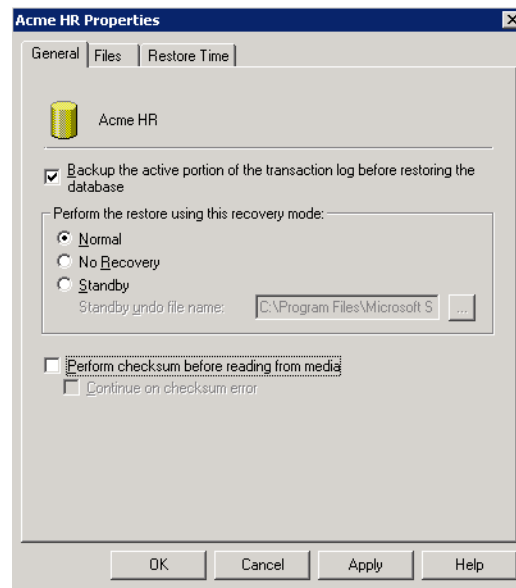 Acme HR Properties
General Files Restore Time
Acme HR
Backup the active portion of the transaction log before restoring the
database
Perform the restore using this recovery mode:
Normal
No Recovery
Standby
Standby undo file name: C:\Program Files\Microsoft S ...
Perform checksum before reading from media
Continue on checksum error
OK Cancel Apply Help